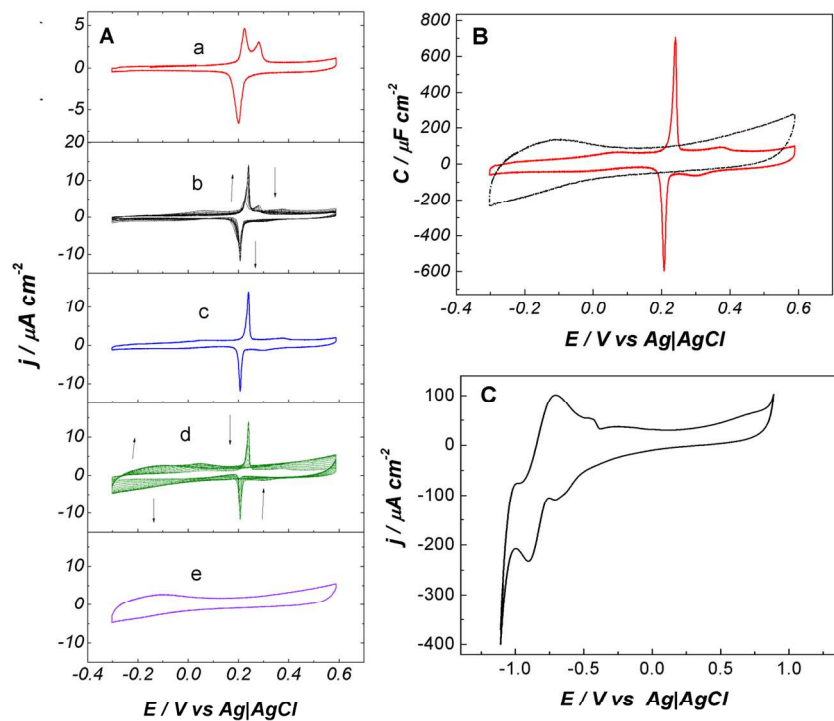 A
a
5
0
-5
20
b
10
0
-10
c
10
0
-10
d
10
0
-10
e
10
0
-10
-0.4 -0.2 0.0 0.2 0.4 0.6
j / μA cm-2
E / V vs Ag|AgCl
B
800
600
400
200
0
-200
-400
-600
-0.4 -0.2 0.0 0.2 0.4 0.6
C / μF cm-2
E / V vs Ag|AgCl
C
100
0
-100
-200
-300
-400
-1.0 -0.5 0.0 0.5 1.0
j / μA cm-2
E / V vs Ag|AgCl